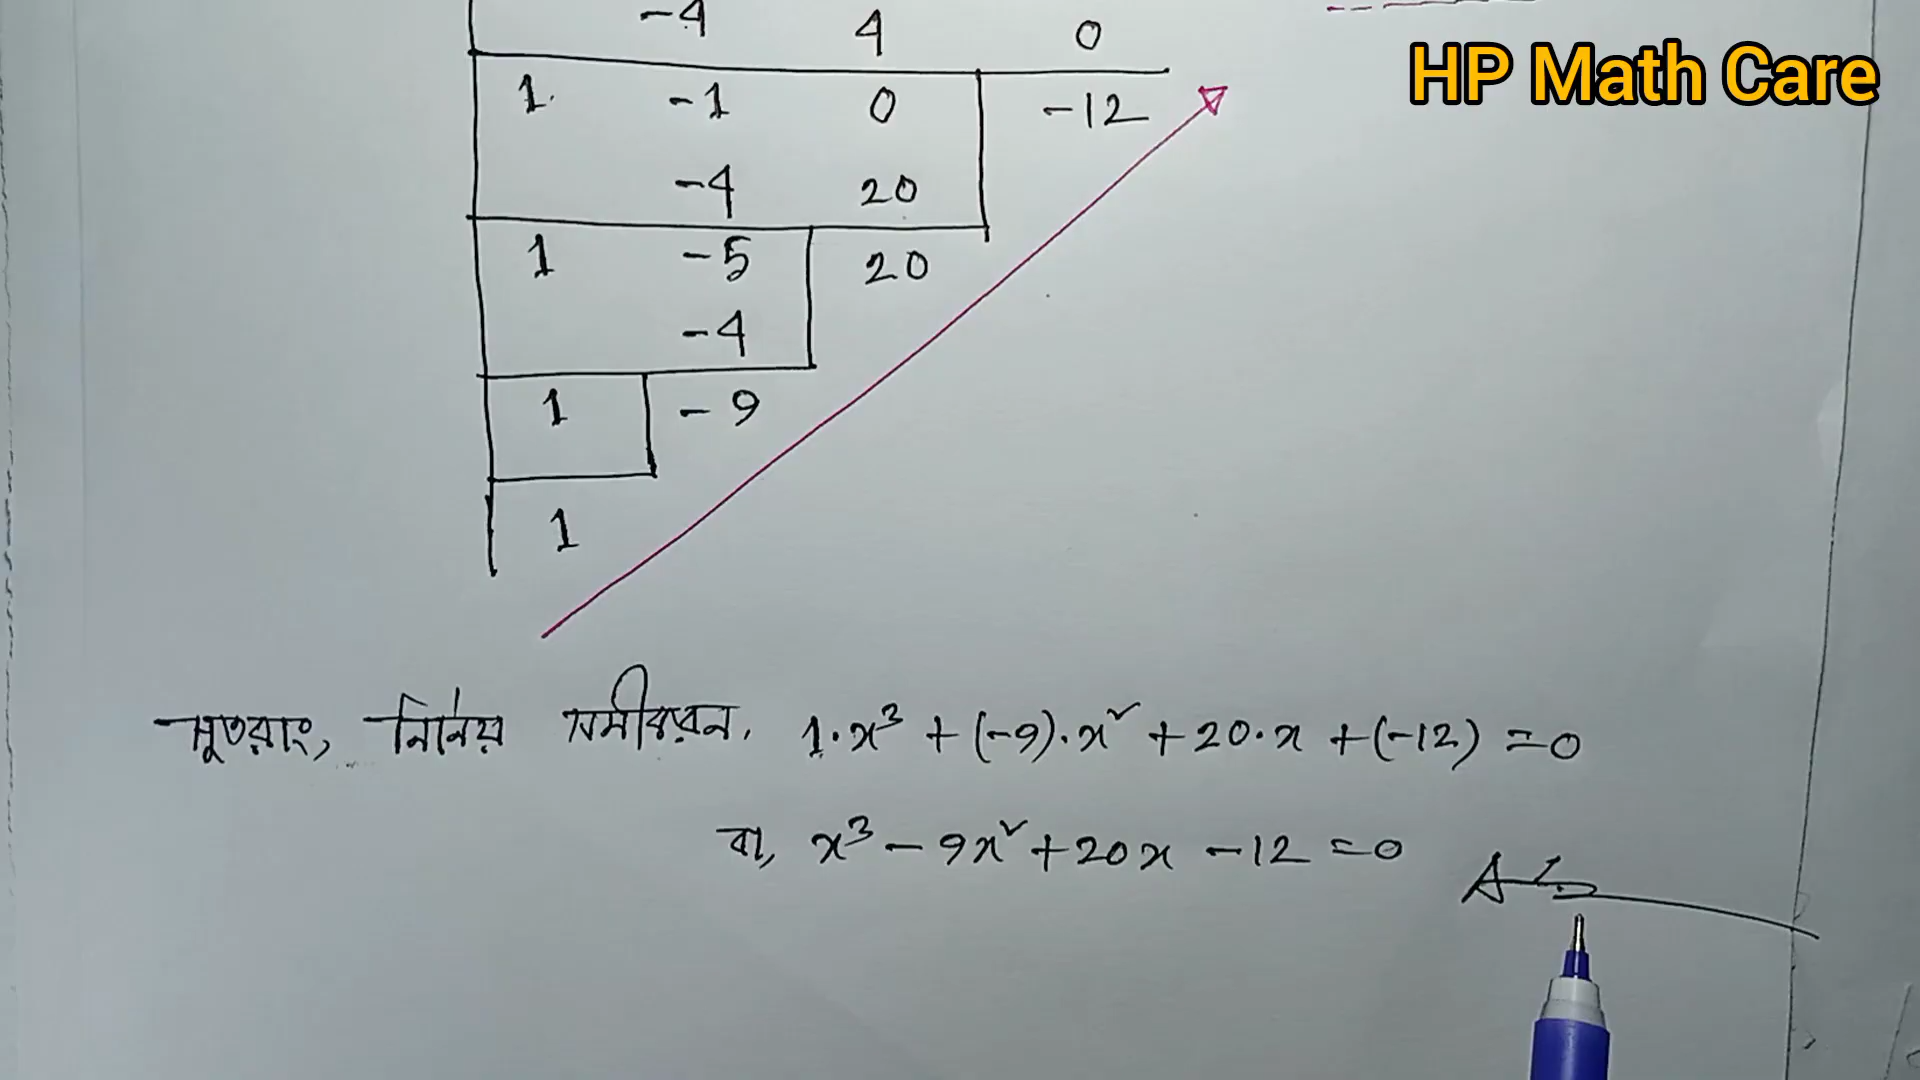 -4 4 0
HP Math Care
1 -1 0 -12
-4 20
1 -5 20
-4
1 -9
1
সুতরাং, নির্নেয় সমীকরন, 1·x³ + (-9)·x² + 20·x + (-12) = 0
বা, x³ - 9x² + 20x - 12 = 0